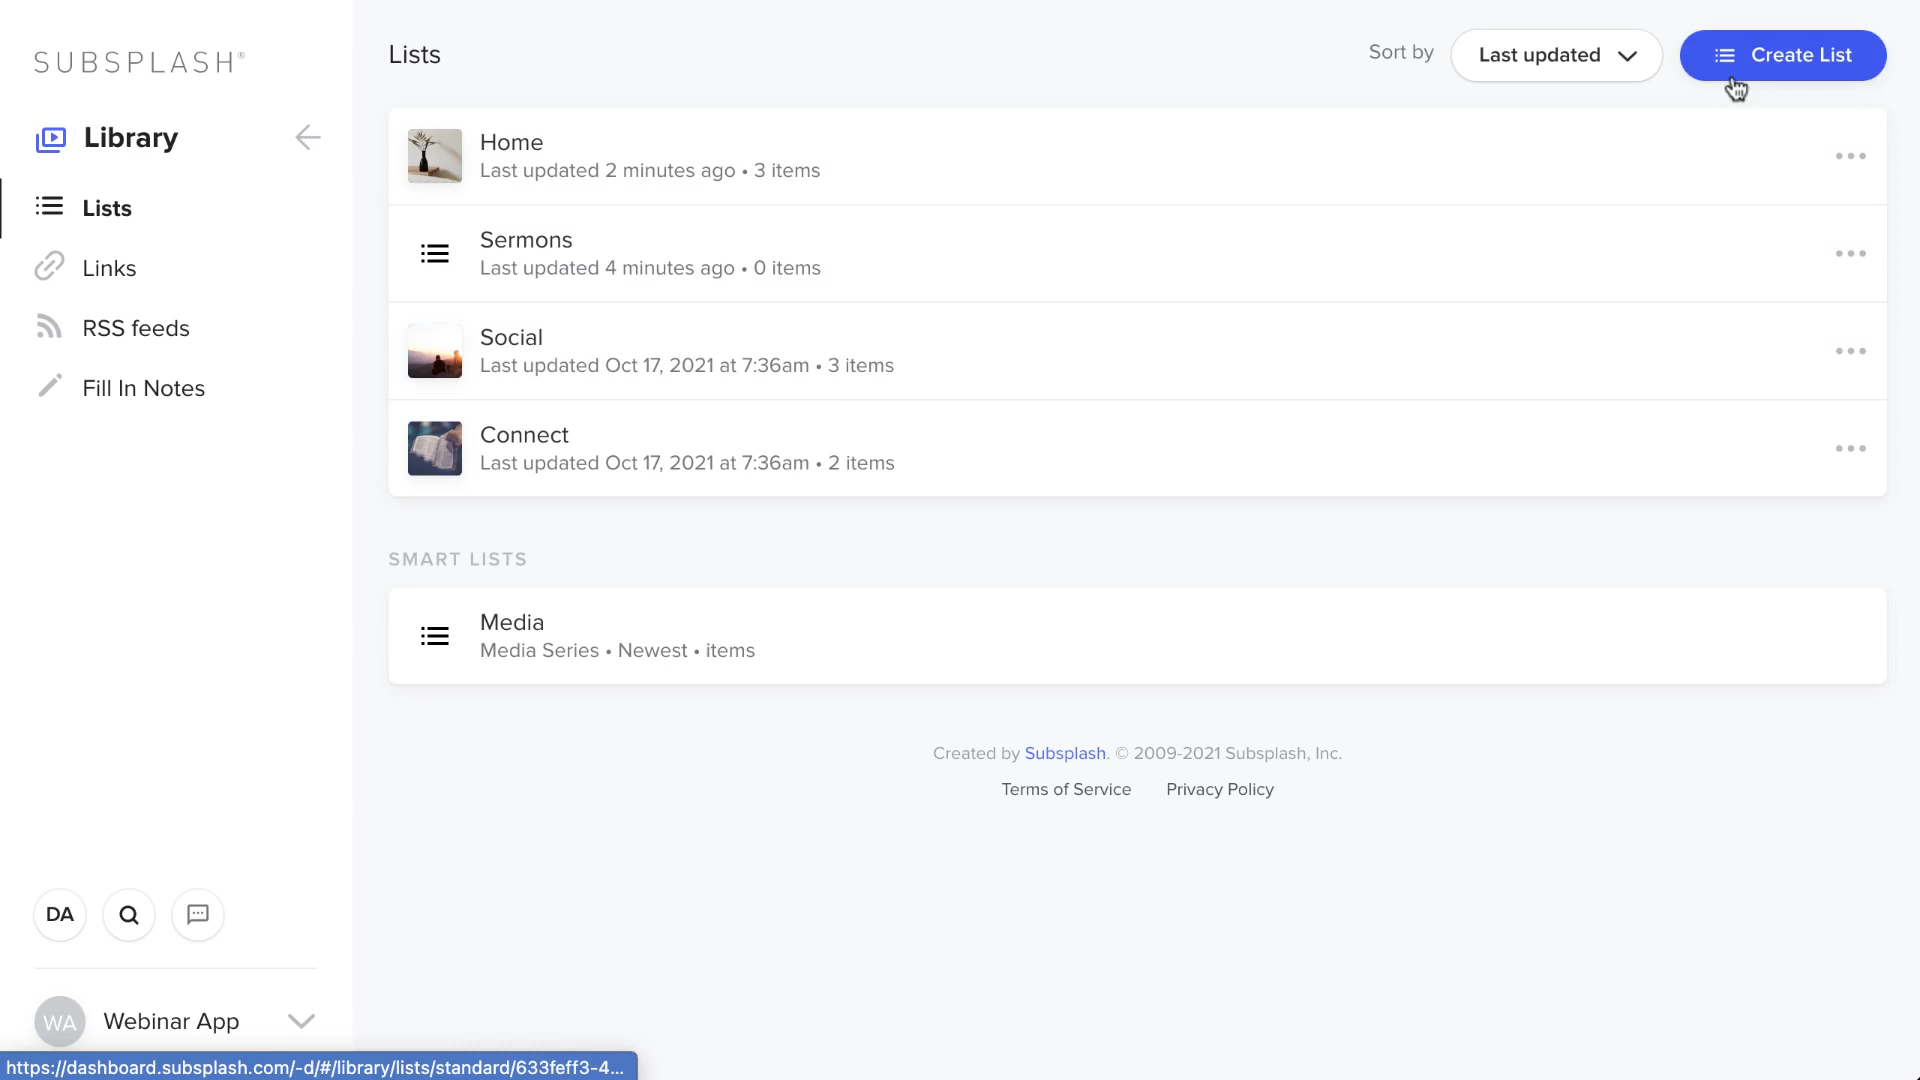 SUBSPLASH®
Library
Lists
Links
RSS feeds
Fill In Notes
DA
WA
Webinar App
https://dashboard.subsplash.com/-d/#/library/lists/standard/633feff3-4...
Lists
Sort by
Last updated
Create List
Home
Last updated 2 minutes ago • 3 items
Sermons
Last updated 4 minutes ago • 0 items
Social
Last updated Oct 17, 2021 at 7:36am • 3 items
Connect
Last updated Oct 17, 2021 at 7:36am • 2 items
SMART LISTS
Media
Media Series • Newest • items
Created by Subsplash. © 2009-2021 Subsplash, Inc.
Terms of Service Privacy Policy